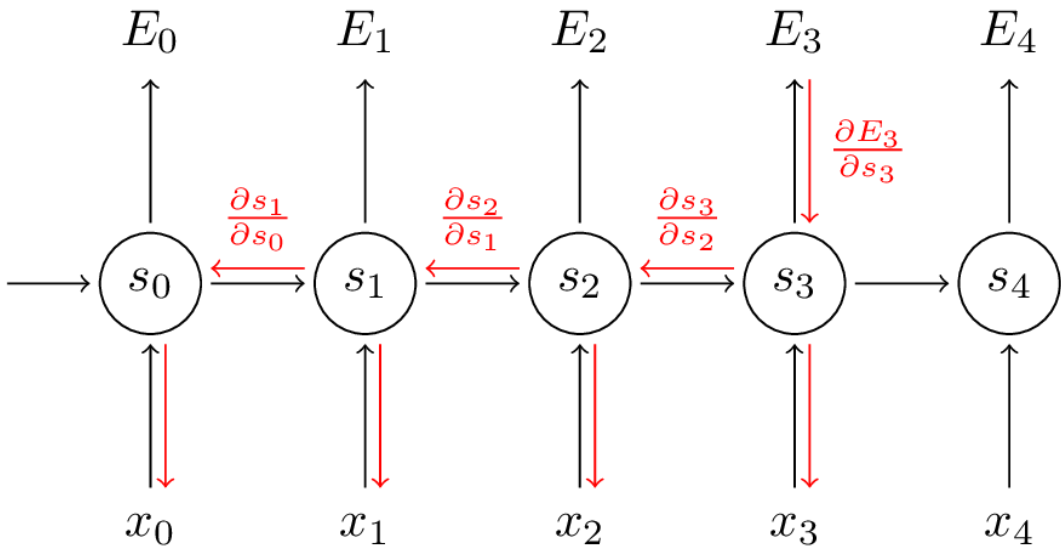 E₀ E₁ E₂ E₃ E₄
∂E₃/∂s₃
∂s₁/∂s₀ ∂s₂/∂s₁ ∂s₃/∂s₂
s₀ s₁ s₂ s₃ s₄
x₀ x₁ x₂ x₃ x₄